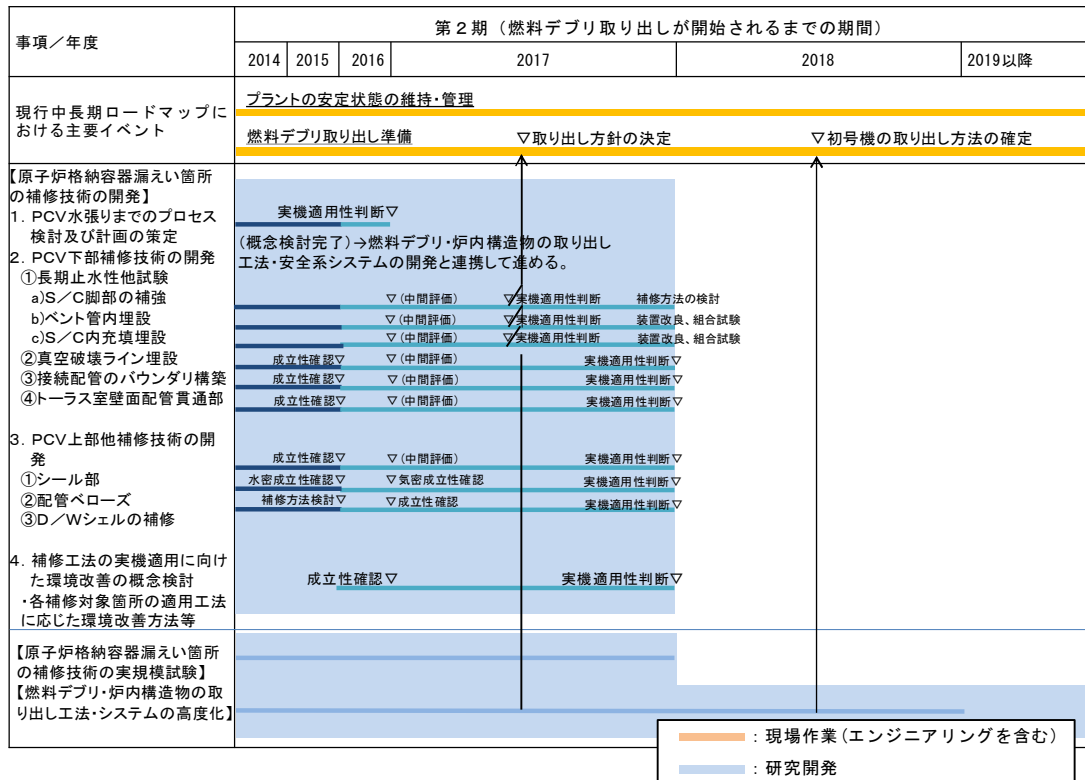 事項／年度
第２期（燃料デブリ取り出しが開始されるまでの期間）
2014 2015 2016 2017 2018 2019以降
現行中長期ロードマップに
おける主要イベント
プラントの安定状態の維持・管理
燃料デブリ取り出し準備 ▽取り出し方針の決定 ▽初号機の取り出し方法の確定
【原子炉格納容器漏えい箇所
の補修技術の開発】
1．PCV水張りまでのプロセス
検討及び計画の策定
実機適用性判断▽
(概念検討完了)→燃料デブリ・炉内構造物の取り出し
工法・安全系システムの開発と連携して進める。
2．PCV下部補修技術の開発
①長期止水性他試験
a)S／C脚部の補強
▽(中間評価) ▽実機適用性判断 補修方法の検討
b)ベント管内埋設
▽(中間評価) ▽実機適用性判断 装置改良、組合試験
c)S／C内充填埋設
▽(中間評価) ▽実機適用性判断 装置改良、組合試験
②真空破壊ライン埋設
成立性確認▽ ▽(中間評価) 実機適用性判断▽
③接続配管のバウンダリ構築
成立性確認▽ ▽(中間評価) 実機適用性判断▽
④トーラス室壁面配管貫通部
成立性確認▽ ▽(中間評価) 実機適用性判断▽
3．PCV上部他補修技術の開
発
成立性確認▽ ▽(中間評価) 実機適用性判断▽
①シール部
水密成立性確認▽ ▽気密成立性確認 実機適用性判断▽
②配管ベローズ
補修方法検討▽ ▽成立性確認 実機適用性判断▽
③D／Wシェルの補修
4．補修工法の実機適用に向け
た環境改善の概念検討
・各補修対象箇所の適用工法
に応じた環境改善方法等
成立性確認▽ 実機適用性判断▽
【原子炉格納容器漏えい箇所
の補修技術の実規模試験】
【燃料デブリ・炉内構造物の取
り出し工法・システムの高度化】
：現場作業(エンジニアリングを含む)
：研究開発